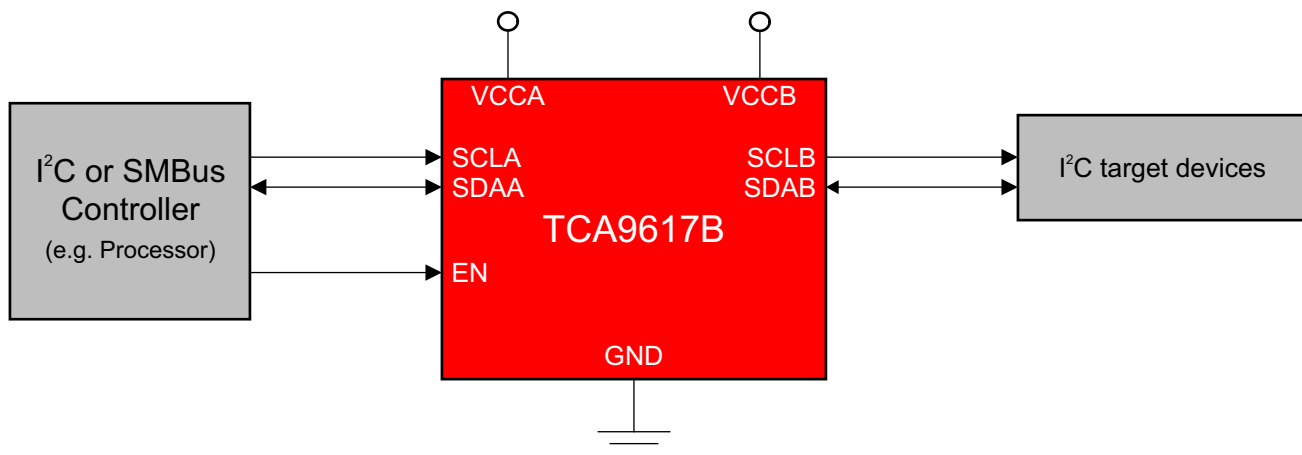 VCCA
VCCB
I²C or SMBus
Controller
(e.g. Processor)
SCLA
SDAA
EN
SCLB
SDAB
TCA9617B
GND
I²C target devices